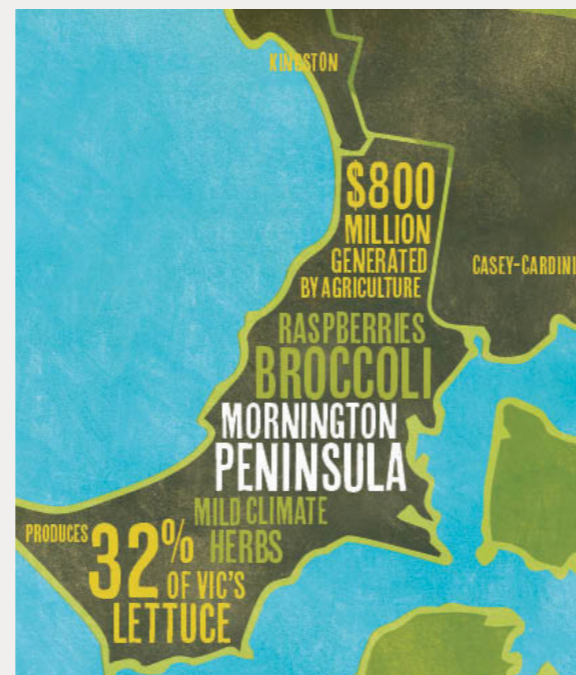 KINGSTON
$800
MILLION
GENERATED
BY AGRICULTURE
CASEY-CARDINI
RASPBERRIES
BROCCOLI
MORNINGTON
PENINSULA
MILD CLIMATE
HERBS
PRODUCES
32%
OF VIC'S
LETTUCE